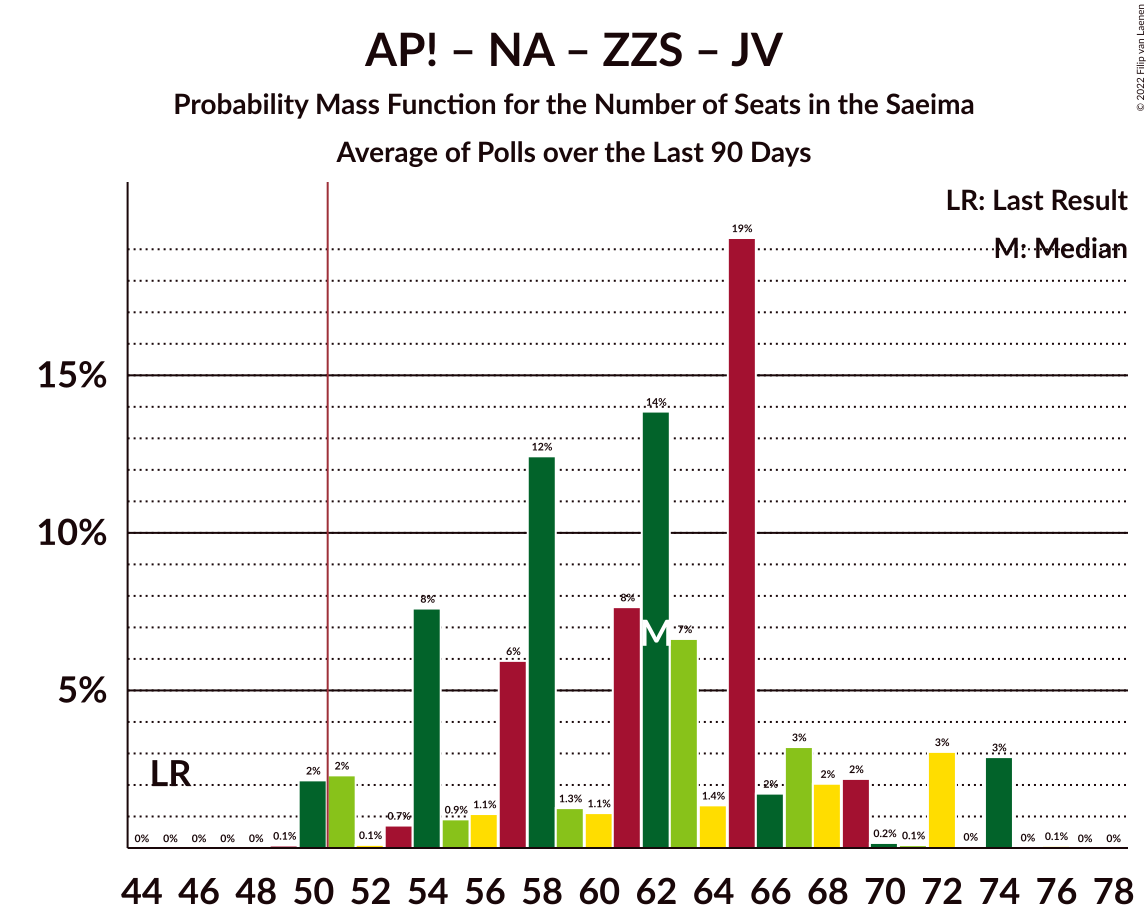 AP! – NA – ZZS – JV
Probability Mass Function for the Number of Seats in the Saeima
Average of Polls over the Last 90 Days
© 2022 Filip van Laenen
LR: Last Result
M: Median
15%
10%
5%
LR
M
0% 0% 0% 0% 0% 0.1% 2% 2% 0.1% 0.7% 8% 0.9% 1.1% 6% 12% 1.3% 1.1% 8% 14% 7% 1.4% 19% 2% 3% 2% 2% 0.2% 0.1% 3% 0% 3% 0% 0.1% 0% 0%
44 46 48 50 52 54 56 58 60 62 64 66 68 70 72 74 76 78